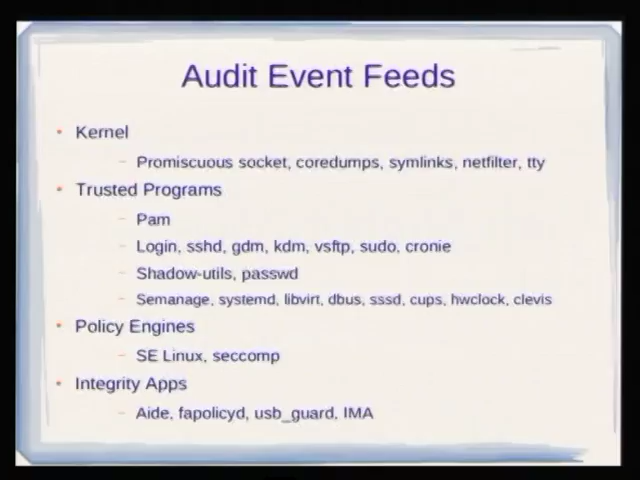 Audit Event Feeds
• Kernel
– Promiscuous socket, coredumps, symlinks, netfilter, tty
• Trusted Programs
– Pam
– Login, sshd, gdm, kdm, vsftp, sudo, cronie
– Shadow-utils, passwd
– Semanage, systemd, libvirt, dbus, sssd, cups, hwclock, clevis
• Policy Engines
– SE Linux, seccomp
• Integrity Apps
– Aide, fapolicyd, usb_guard, IMA